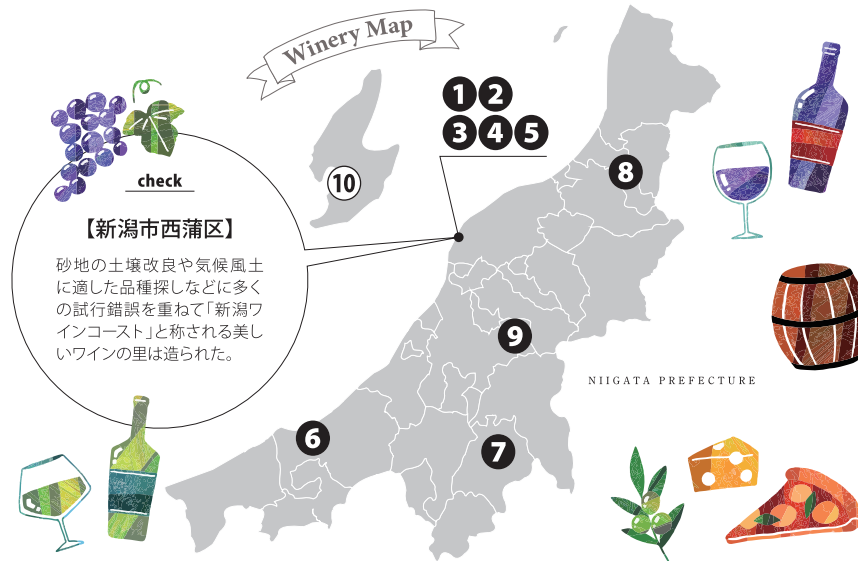 Winery Map
1 2
3 4 5
8
10
check
【新潟市西蒲区】
砂地の土壌改良や気候風土
に適した品種探しなどに多く
の試行錯誤を重ねて「新潟ワ
インコースト」と称される美し
いワインの里は造られた。
9
NIIGATA PREFECTURE
6
7